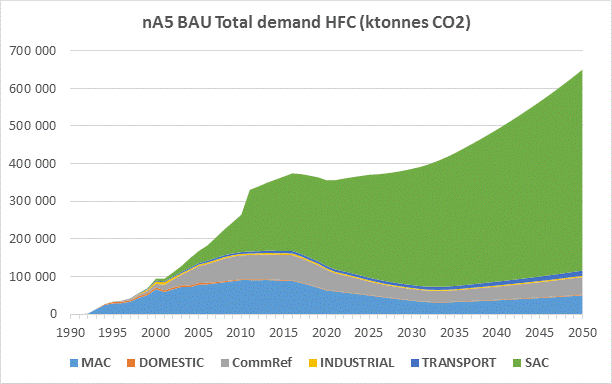 nA5 BAU Total demand HFC (ktonnes CO2)
700 000
600 000
500 000
400 000
300 000
200 000
100 000
0
1990 1995 2000 2005 2010 2015 2020 2025 2030 2035 2040 2045 2050
MAC DOMESTIC CommRef INDUSTRIAL TRANSPORT SAC